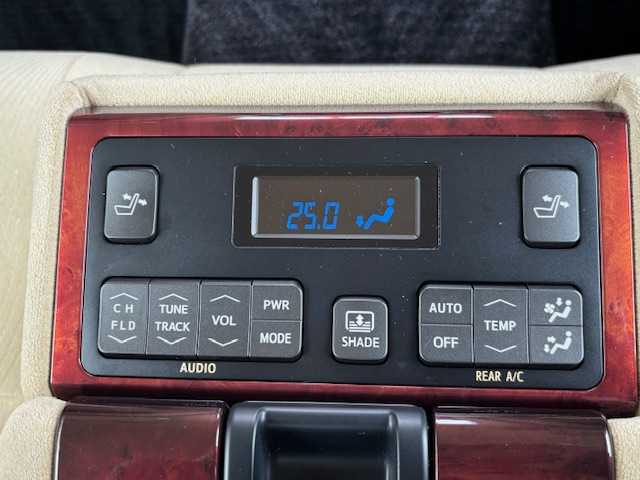 25.0
CH
FLD
TUNE
TRACK
VOL
PWR
MODE
SHADE
AUTO
OFF
TEMP
AUDIO
REAR A/C